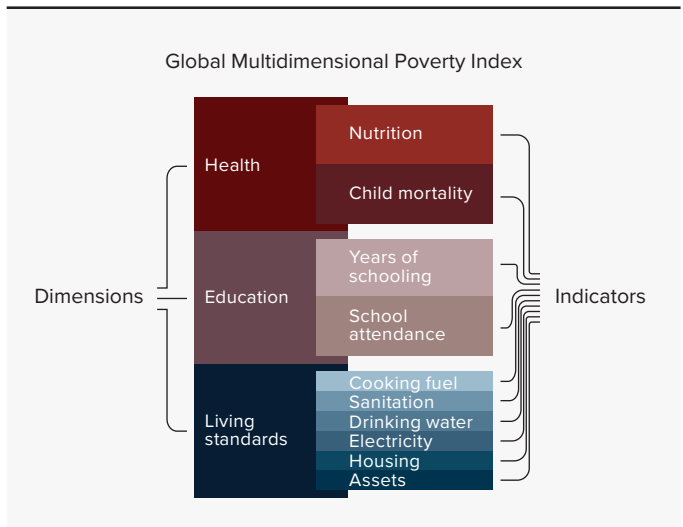 Global Multidimensional Poverty Index
Dimensions
Health
Nutrition
Child mortality
Education
Years of
schooling
School
attendance
Living
standards
Cooking fuel
Sanitation
Drinking water
Electricity
Housing
Assets
Indicators